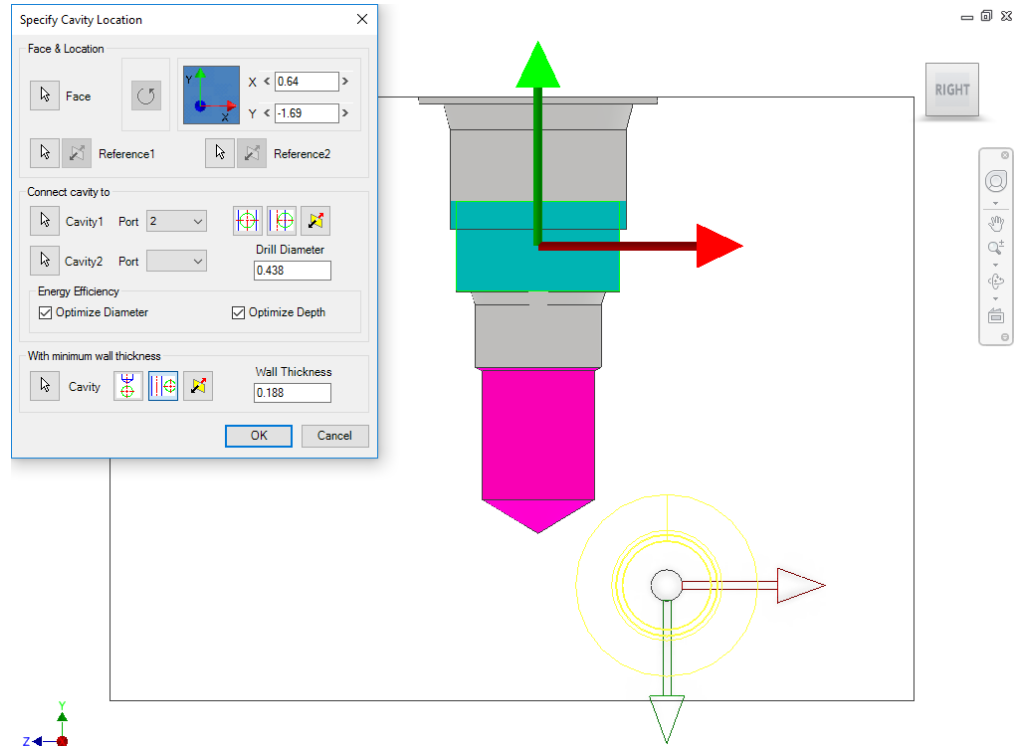 Specify Cavity Location
Face & Location
Face
Y
X
X < 0.64 >
Y < -1.69 >
Reference1
Reference2
Connect cavity to
Cavity1 Port 2
Cavity2 Port
Drill Diameter
0.438
Energy Efficiency
Optimize Diameter
Optimize Depth
With minimum wall thickness
Cavity
Wall Thickness
0.188
OK
Cancel
RIGHT
Y
Z